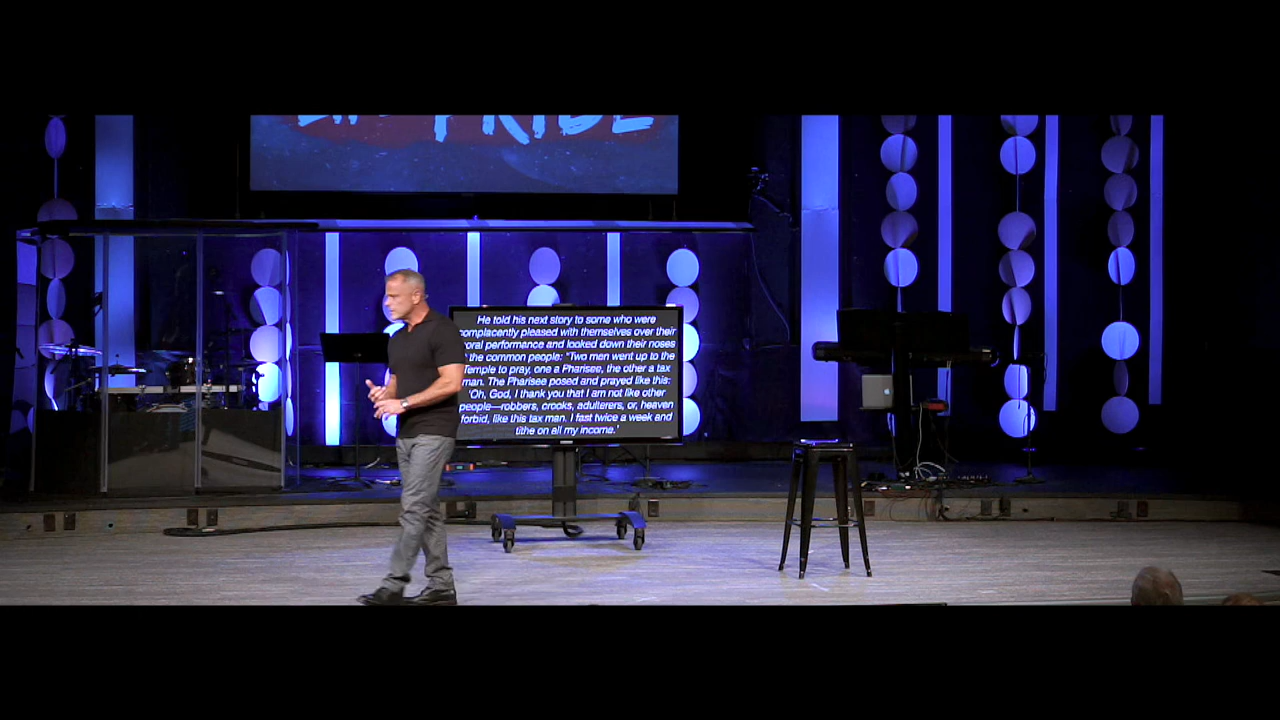 PRIDE
He told his next story to some who were
complacently pleased with themselves over their
moral performance and looked down their noses
the common people: "Two men went up to the
Temple to pray, one a Pharisee, the other a tax
man. The Pharisee posed and prayed like this:
'Oh, God, I thank you that I am not like other
people—robbers, crooks, adulterers, or, heaven
forbid, like this tax man. I fast twice a week and
tithe on all my income.'